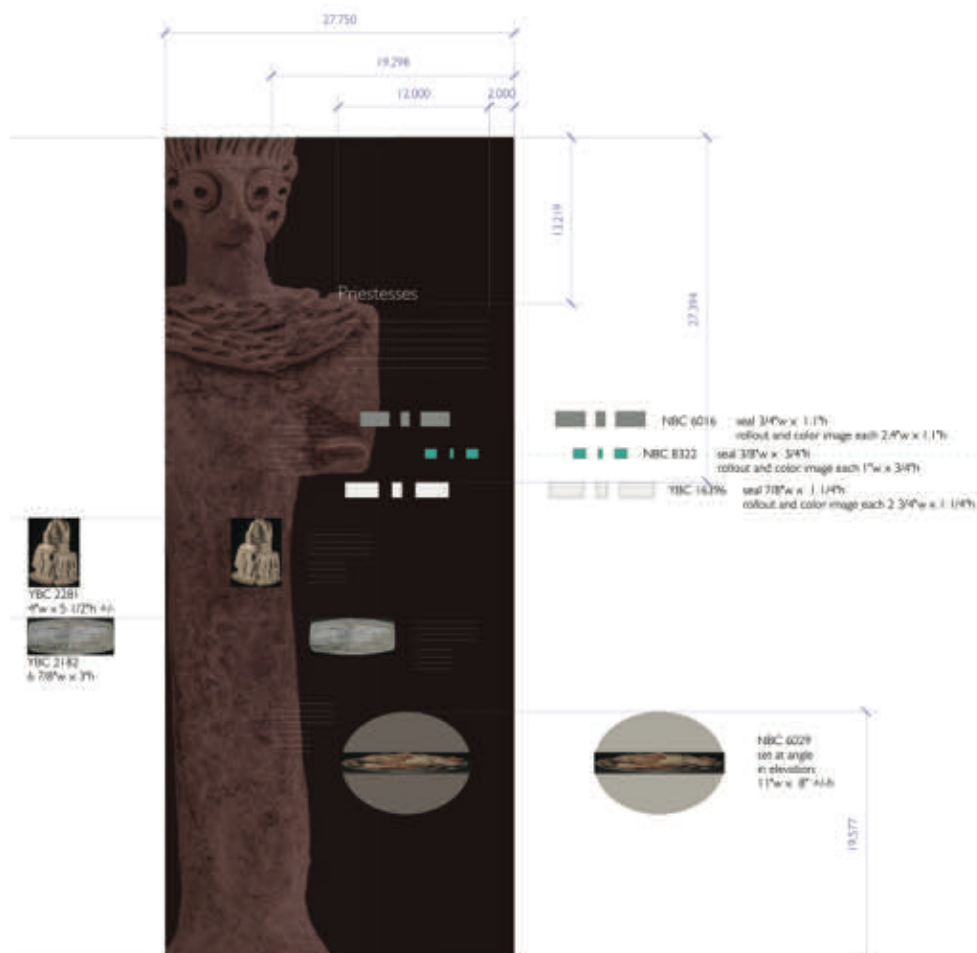 27.750
19.298
12.000
2.000
13.219
27.394
Priestesses
NBC 6016 seal 3/4"w x 1.1"h
rollout and color image each 2.4"w x 1.1"h
NBC 8322 seal 3/8"w x 3/4"h
rollout and color image each 1"w x 3/4"h
YBC 16396 seal 7/8"w x 1 1/4"h
rollout and color image each 2 3/4"w x 1 1/4"h
YBC 2281
4"w x 5 1/2"h +/-
YBC 2182
6 7/8"w x 3"h
NBC 6029
set at angle
in elevation:
11"w x 8" +/-h
19.577